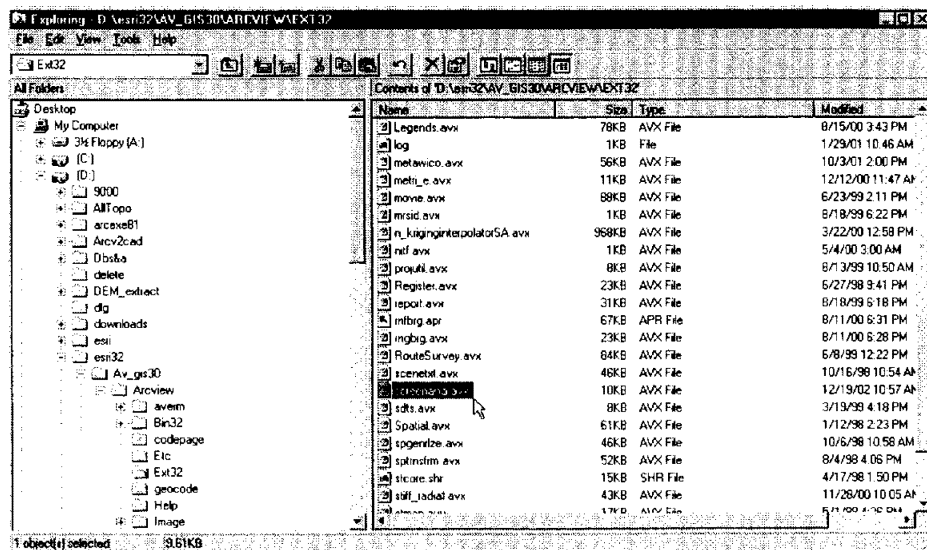 Exploring - D:\esri32\AV_GIS30\ARCVIEW\EXT32
File Edit View Tools Help
Ext32
All Folders
Contents of 'D:\esri32\AV_GIS30\ARCVIEW\EXT32'
Desktop
My Computer
3½ Floppy (A:)
(C:)
(D:)
9000
AllTopo
arcexe81
Arcv2cad
Dbs&a
delete
DEM_extract
dlg
downloads
esri
esri32
Av_gis30
Arcview
averm
Bin32
codepage
Etc
Ext32
geocode
Help
Image
Name Size Type Modified
Legends.avx 78KB AVX File 8/15/00 3:43 PM
log 1KB File 1/29/01 10:46 AM
metawico.avx 56KB AVX File 10/3/01 2:00 PM
metri_e.avx 11KB AVX File 12/12/00 11:47 AM
movie.avx 88KB AVX File 6/23/99 2:11 PM
mrsid.avx 1KB AVX File 8/18/99 6:22 PM
n_kriginginterpolatorSA.avx 968KB AVX File 3/22/00 12:58 PM
nitf.avx 1KB AVX File 5/4/00 3:00 AM
projutil.avx 8KB AVX File 8/13/99 10:50 AM
Register.avx 23KB AVX File 6/27/98 9:41 PM
report.avx 31KB AVX File 8/18/99 6:18 PM
67KB APR File 8/11/00 6:31 PM
23KB AVX File 8/11/00 6:28 PM
RouteSurvey.avx 84KB AVX File 6/8/99 12:22 PM
46KB AVX File 10/16/98 10:54 AM
10KB AVX File 12/19/02 10:57 AM
sdts.avx 8KB AVX File 3/19/99 4:18 PM
Spatial.avx 61KB AVX File 1/12/98 2:23 PM
spgenrlze.avx 46KB AVX File 10/6/98 10:58 AM
sptrnsfrm.avx 52KB AVX File 8/4/98 4:06 PM
stcore.shr 15KB SHR File 4/17/98 1:50 PM
stiff_radial.avx 43KB AVX File 11/28/00 10:05 AM
17KB AVX File
1 object(s) selected 9.61KB